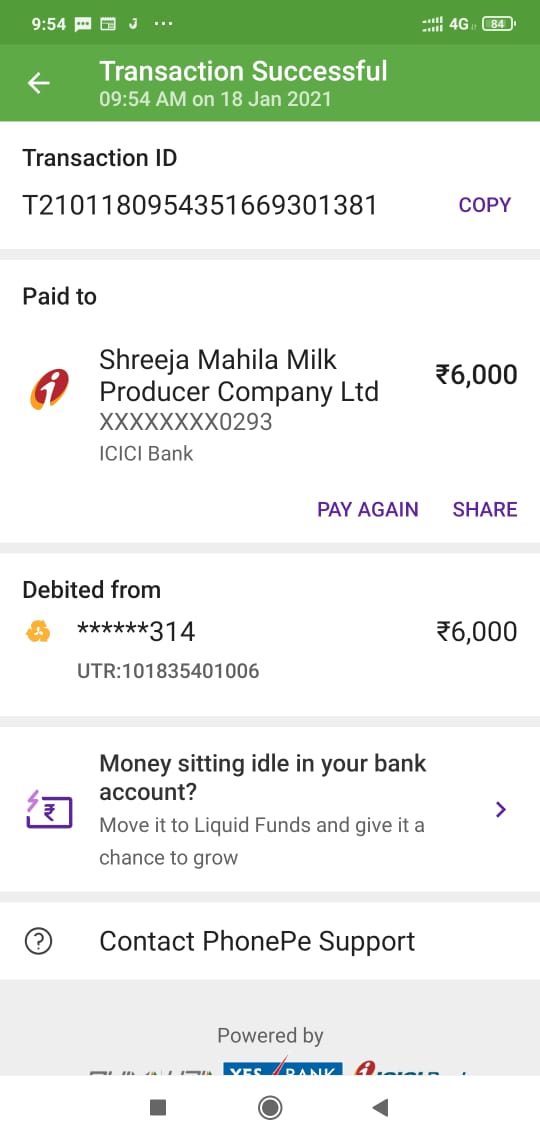 9:54 4G 84
Transaction Successful
09:54 AM on 18 Jan 2021
Transaction ID
T2101180954351669301381 COPY
Paid to
Shreeja Mahila Milk
Producer Company Ltd ₹6,000
XXXXXXXX0293
ICICI Bank
PAY AGAIN SHARE
Debited from
******314 ₹6,000
UTR:101835401006
Money sitting idle in your bank
account?
Move it to Liquid Funds and give it a
chance to grow
Contact PhonePe Support
Powered by
YES BANK